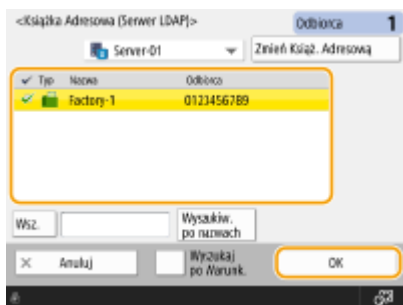 <Książka Adresowa (Serwer LDAP)>
Odbiorca 1
Server-01
Zmień Książ. Adresową
Typ Nazwa Odbiorca
Factory-1 0123456789
Wsz.
Wyszukiw.
po nazwach
Anuluj
Wyszukaj
po Warunk.
OK